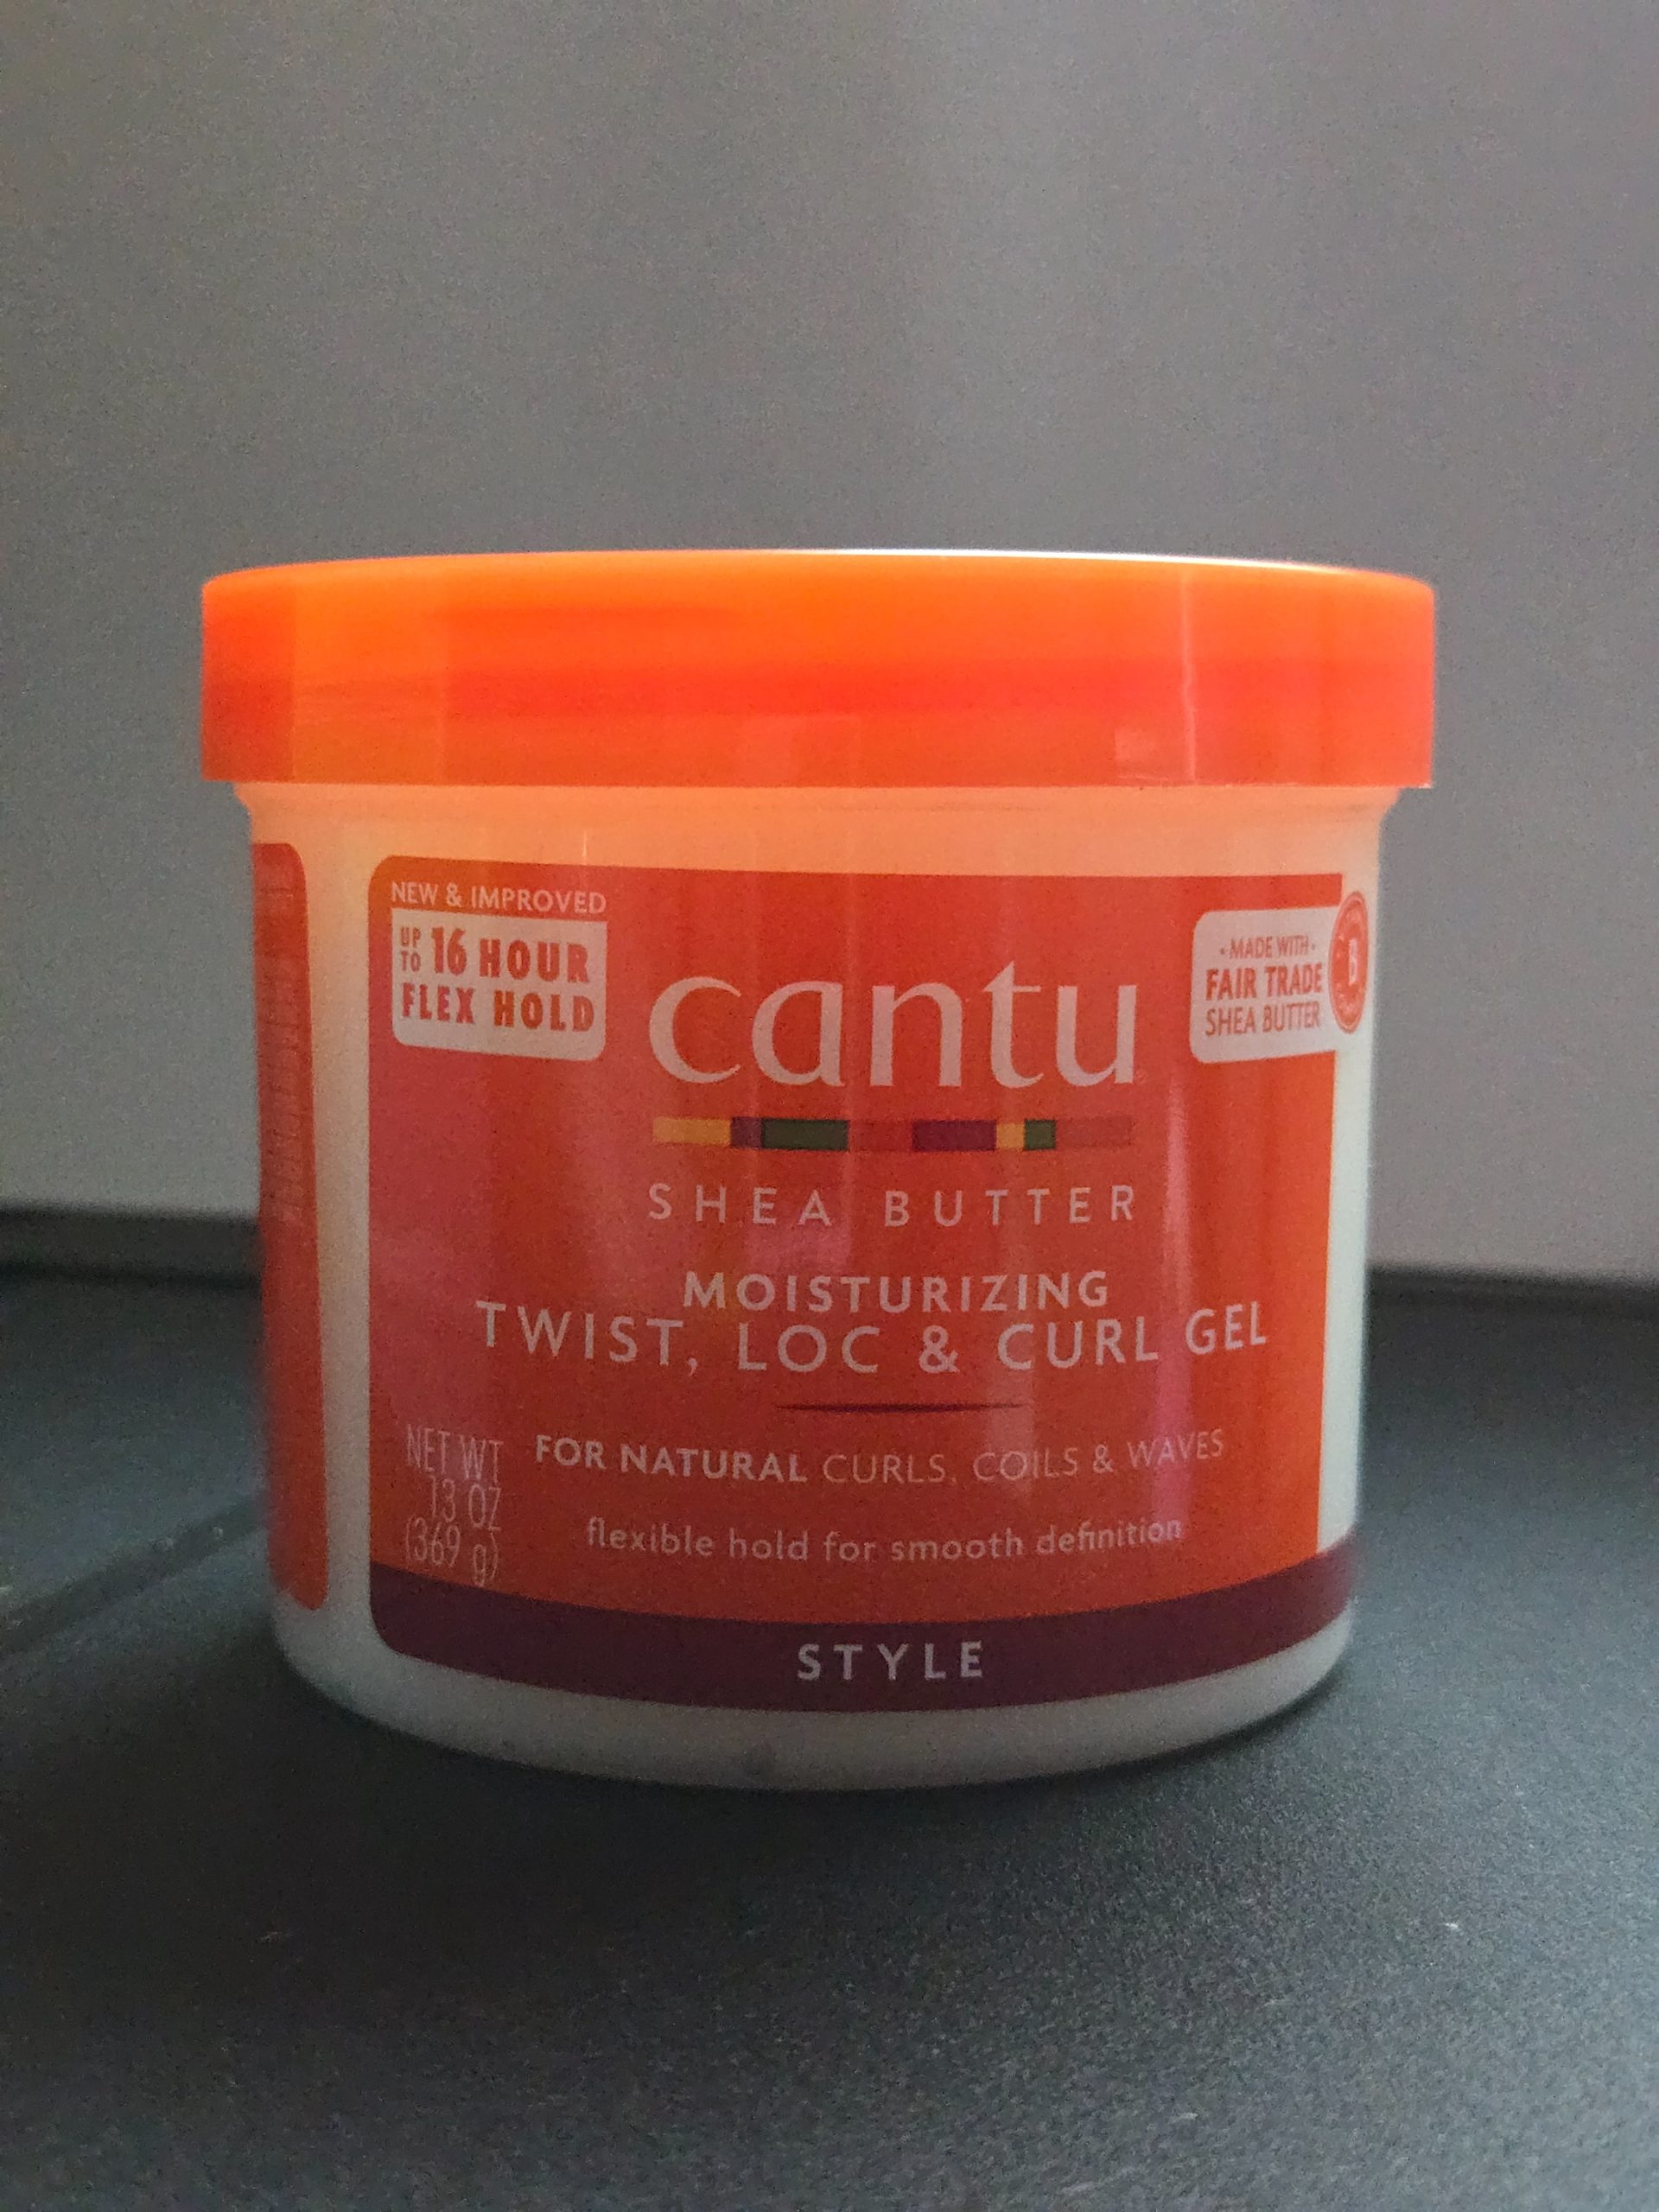 NEW & IMPROVED
UP TO 16 HOUR
FLEX HOLD
cantu
- MADE WITH -
FAIR TRADE
SHEA BUTTER
B
SHEA BUTTER
MOISTURIZING
TWIST, LOC & CURL GEL
FOR NATURAL CURLS, COILS & WAVES
NET WT
13 OZ
(369 g)
flexible hold for smooth definition
STYLE